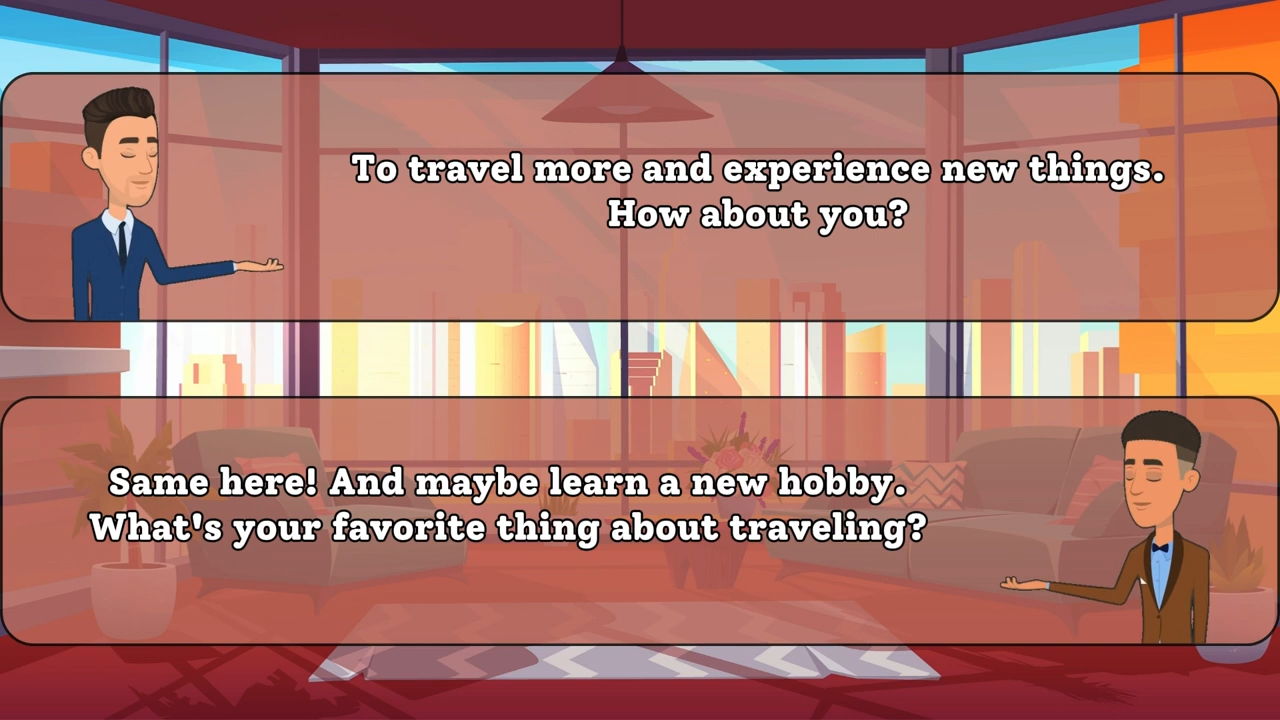 To travel more and experience new things.
How about you?
Same here! And maybe learn a new hobby.
What's your favorite thing about traveling?